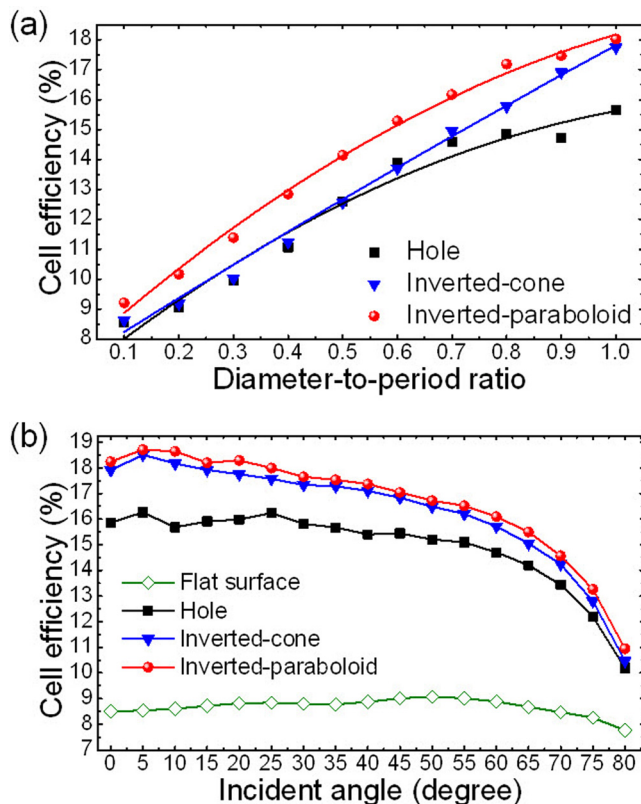 (a)
Cell efficiency (%)
18
17
16
15
14
13
12
11
10
9
8
Hole
Inverted-cone
Inverted-paraboloid
0.1 0.2 0.3 0.4 0.5 0.6 0.7 0.8 0.9 1.0
Diameter-to-period ratio
(b)
Cell efficiency (%)
19
18
17
16
15
14
13
12
11
10
9
8
7
Flat surface
Hole
Inverted-cone
Inverted-paraboloid
0 5 10 15 20 25 30 35 40 45 50 55 60 65 70 75 80
Incident angle (degree)